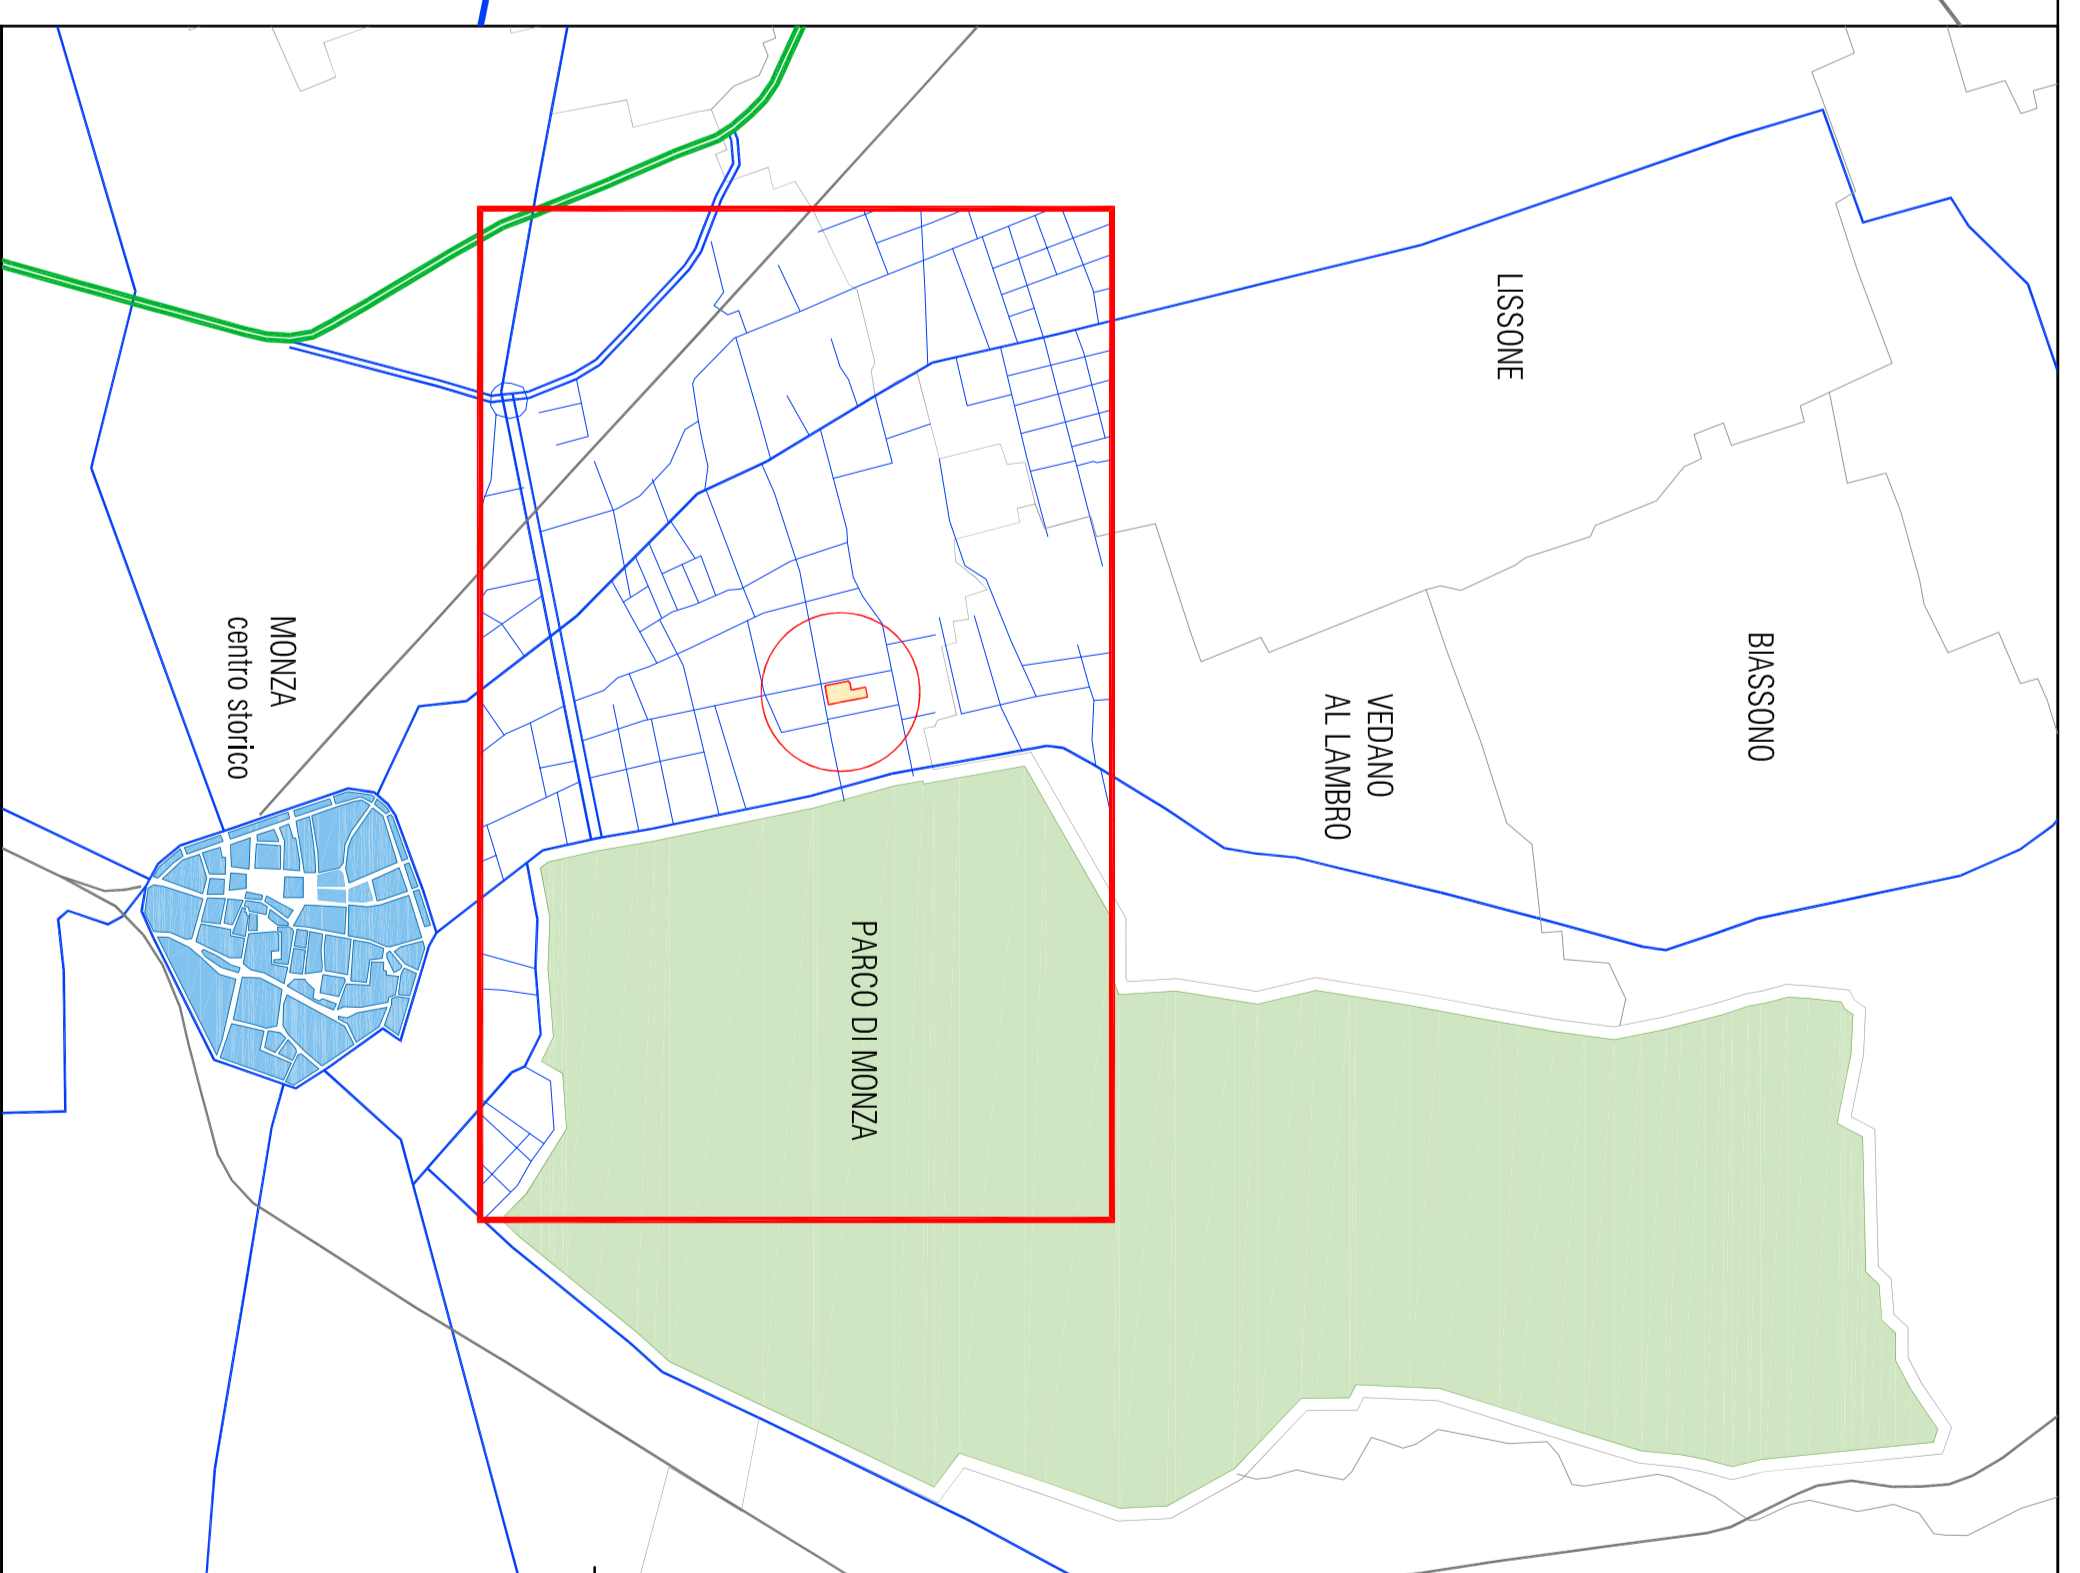 LISSONE
BIASSONO
VEDANO
AL LAMBRO
MONZA
centro storico
PARCO DI MONZA